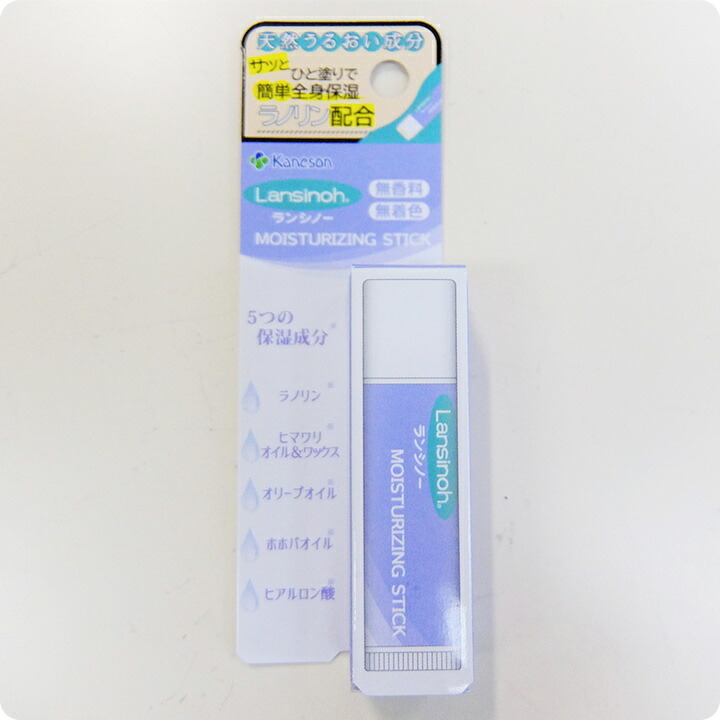 天然うるおい成分
サッと
ひと塗りで
簡単全身保湿
ラノリン配合
Kaneson
Lansinoh®
ランシノー
無香料
無着色
MOISTURIZING STICK
5つの
保湿成分※
ラノリン※
ヒマワリ※
オイル&ワックス
オリーブオイル※
ホホバオイル※
ヒアルロン酸※
Lansinoh®
ランシノー
MOISTURIZING STICK